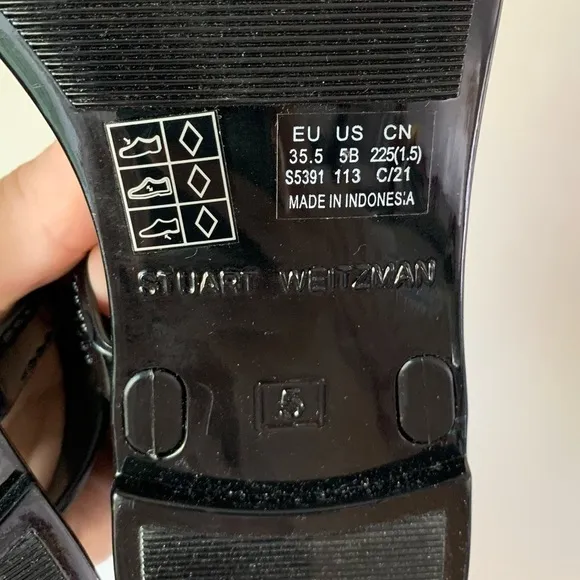 EU US CN
35.5 5B 225(1.5)
S5391 113 C/21
MADE IN INDONESIA
STUART WEITZMAN
5